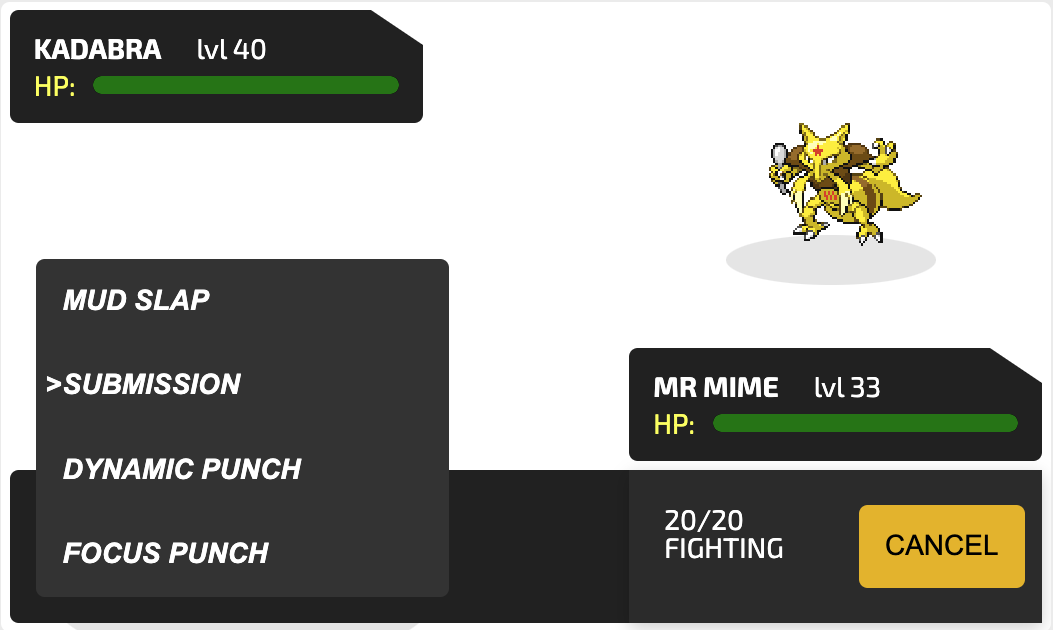 KADABRA lvl 40
HP:
MUD SLAP
>SUBMISSION
DYNAMIC PUNCH
FOCUS PUNCH
MR MIME lvl 33
HP:
20/20
FIGHTING
CANCEL